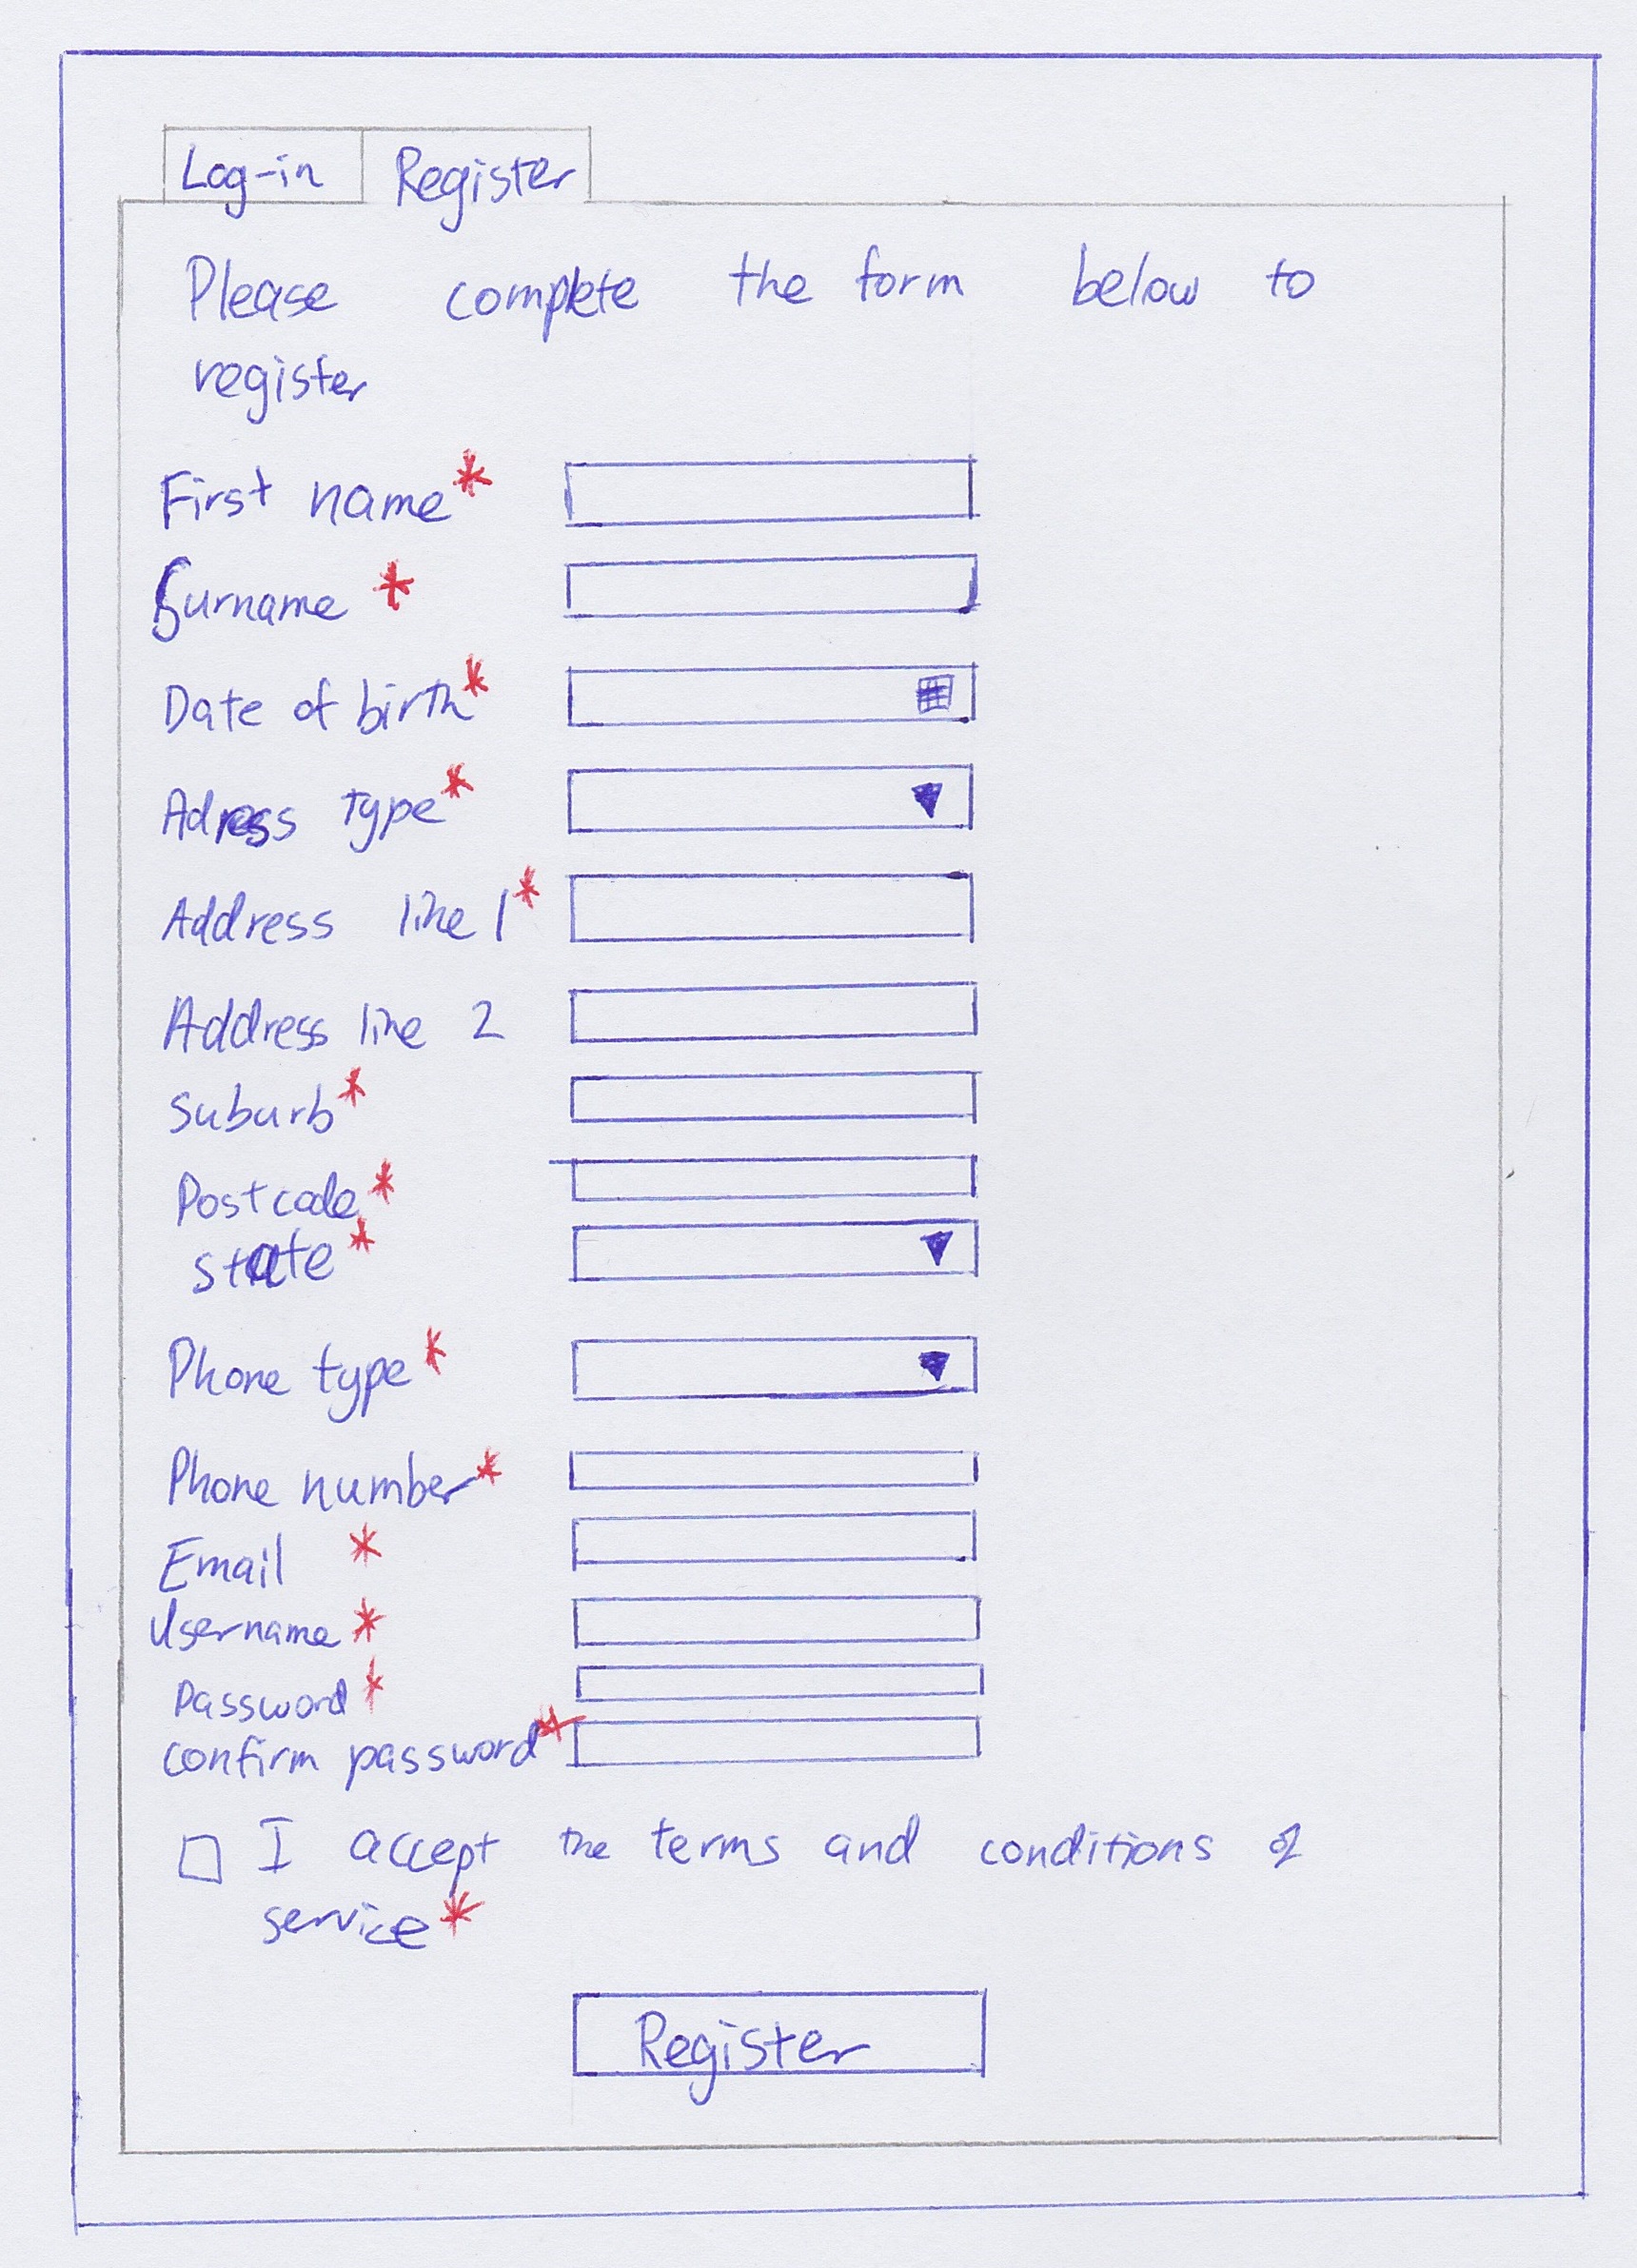 Log-in Register
Please complete the form below to
register
First name*
Surname *
Date of birth*
Adress type*
Address line 1*
Address line 2
Suburb*
Postcode*
state*
Phone type*
Phone number*
Email *
Username *
Password*
Confirm password*
I accept the terms and conditions of
service*
Register